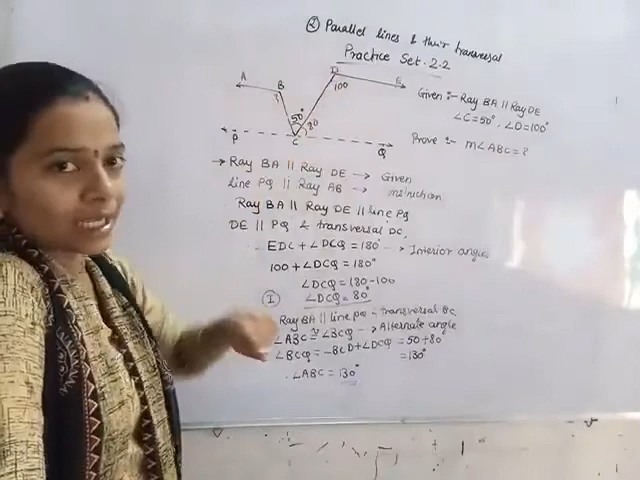 ② Parallel lines & their transversal
Practice Set. 2.2
A B D E
100
50° 80
P C Q
Given :- Ray BA || Ray DE
∠C = 50°, ∠D = 100°
Prove :- m∠ABC = ?
→ Ray BA || Ray DE → Given
Line PQ || Ray AB →
Ray BA || Ray DE || line PQ
DE || PQ & transversal DC,
∴ EDC + ∠DCQ = 180° → Interior angles
100 + ∠DCQ = 180°
∠DCQ = 180 - 100
Ⓘ ∠DCQ = 80°
Ray BA || line PQ - transversal BC
∠ABC ≅ ∠BCQ → Alternate angle
∠BCQ = BCD + ∠DCQ = 50 + 80
= 130°
∴ ∠ABC = 130°